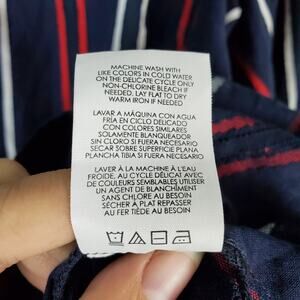 MACHINE WASH WITH
LIKE COLORS IN COLD WATER
ON THE DELICATE CYCLE ONLY
NON-CHLORINE BLEACH IF
NEEDED. LAY FLAT TO DRY
WARM IRON IF NEEDED
LAVAR A MÁQUINA CON AGUA
FRÍA EN CICLO DELICADO
CON COLORES SIMILARES
SOLAMENTE BLANQUEADOR
SIN CLORO SI FUERA NECESARIO
SECAR SOBRE SUPERFICIE PLANA
PLANCHA TIBIA SI FUERA NECESARIO
LAVER À LA MACHINE À L'EAU
FROIDE, AU CYCLE DÉLICAT AVEC
DE COULEURS SEMBLABLES UTILISER
UN AGENT DE BLANCHIMENT
SANS CHLORE AU BESOIN
SÉCHER À PLAT REPASSER
AU FER TIÈDE AU BESOIN